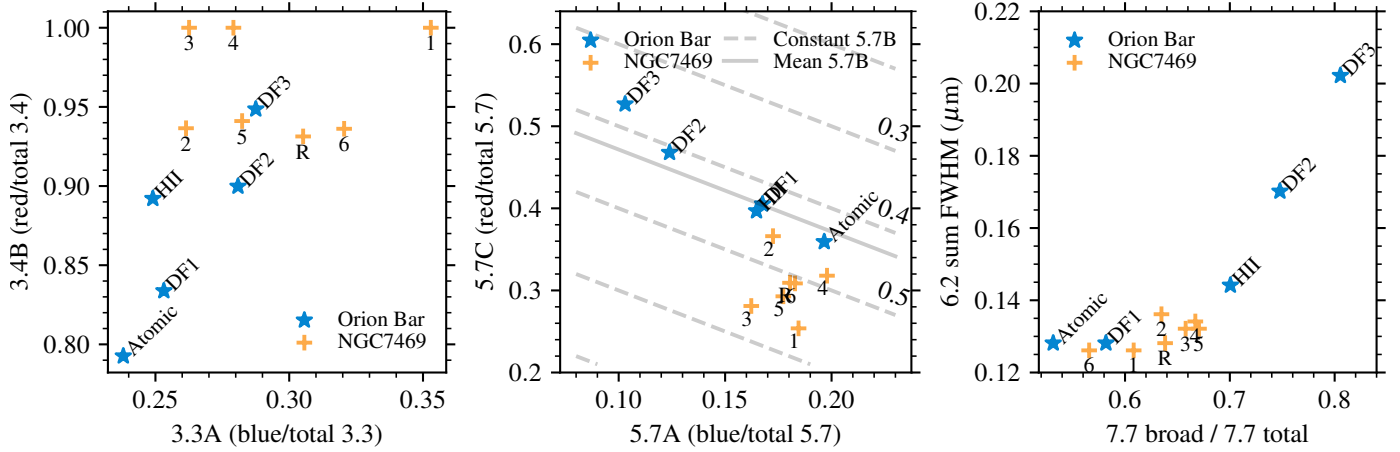 1.00
0.95
0.90
0.85
0.80
3.4B (red/total 3.4)
3
4
1
DF3
2
5
R
6
HII
DF2
DF1
Atomic
Orion Bar
NGC7469
0.25
0.30
0.35
3.3A (blue/total 3.3)
0.6
0.5
0.4
0.3
0.2
5.7C (red/total 5.7)
Orion Bar
NGC7469
Constant 5.7B
Mean 5.7B
DF3
DF2
HII
DF1
Atomic
2
4
R
6
5
3
1
0.3
0.4
0.5
0.10
0.15
0.20
5.7A (blue/total 5.7)
0.22
0.20
0.18
0.16
0.14
0.12
6.2 sum FWHM (μm)
Orion Bar
NGC7469
DF3
DF2
HII
Atomic
DF1
2
4
3
5
R
6
1
0.6
0.7
0.8
7.7 broad / 7.7 total